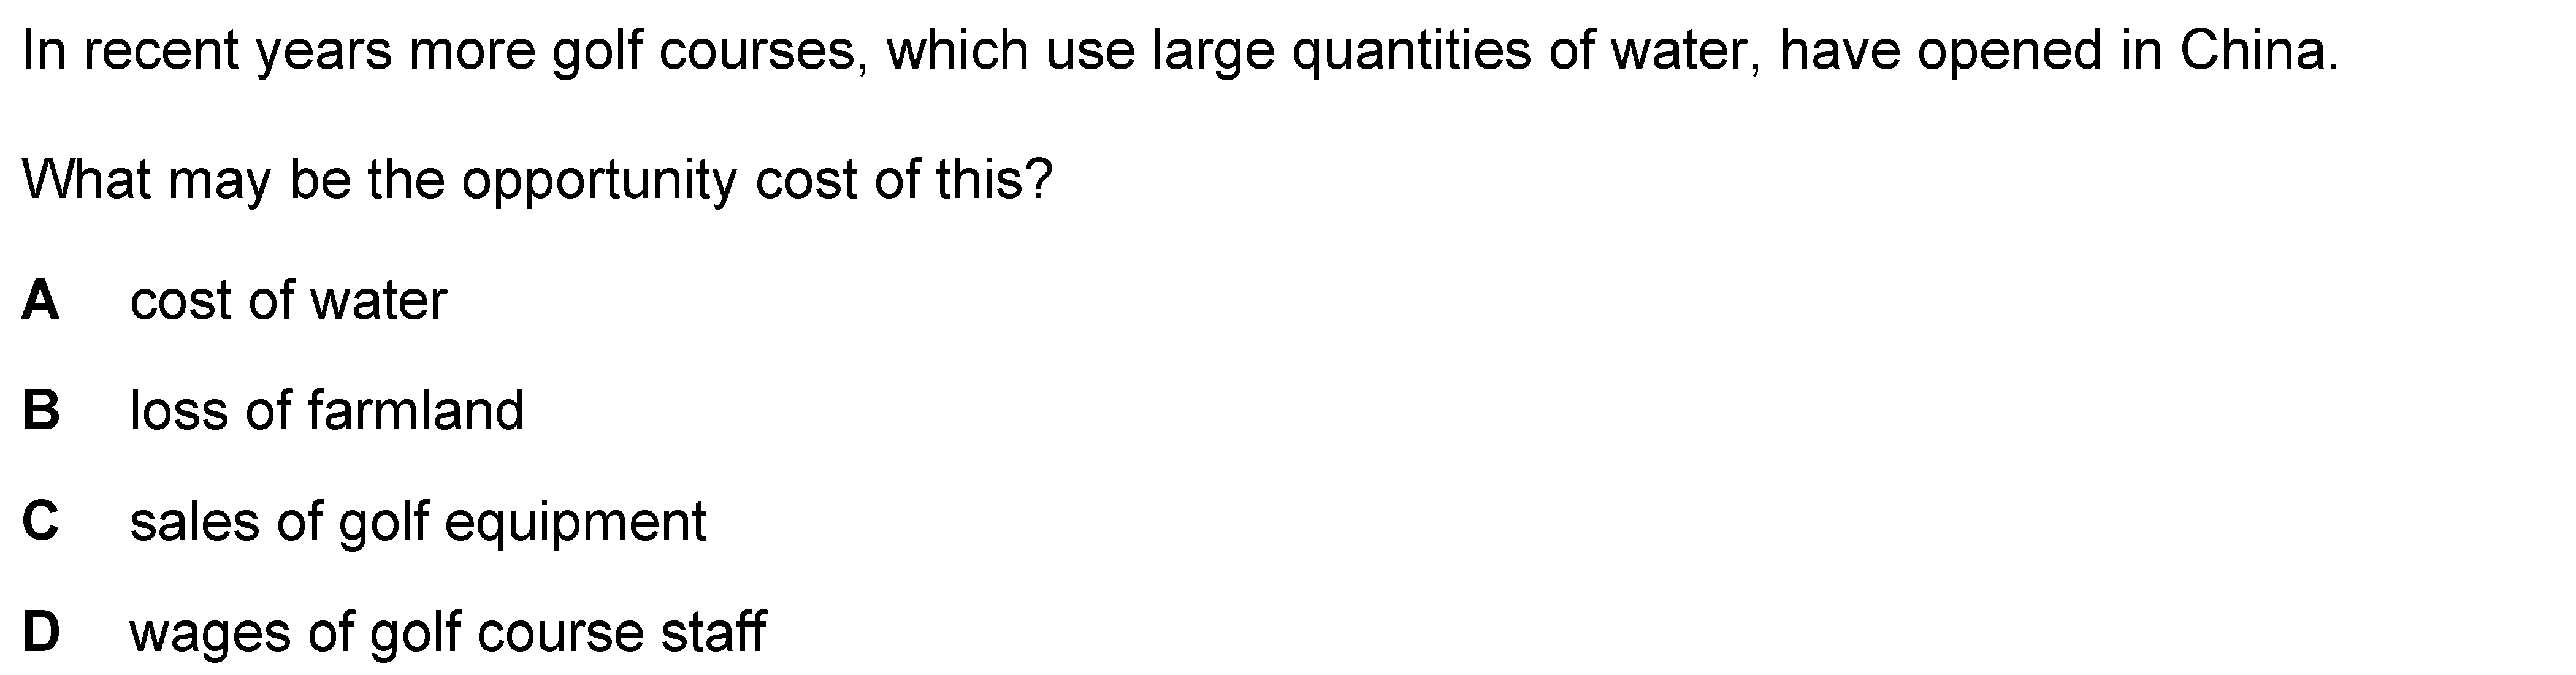 In recent years more golf courses, which use large quantities of water, have opened in China.
What may be the opportunity cost of this?
A cost of water
B loss of farmland
C sales of golf equipment
D wages of golf course staff